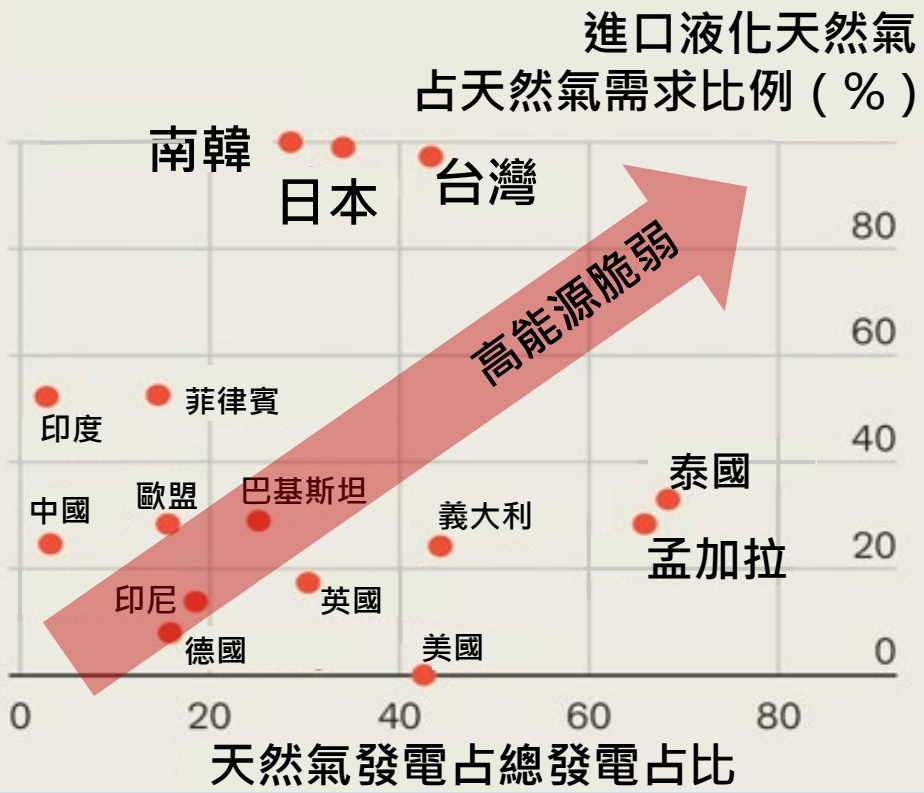 進口液化天然氣
占天然氣需求比例(%)
南韓
日本
台灣
80
高能源脆弱
60
印度
菲律賓
40
泰國
中國
歐盟
巴基斯坦
義大利
20
孟加拉
印尼
英國
德國
美國
0
0 20 40 60 80
天然氣發電占總發電占比